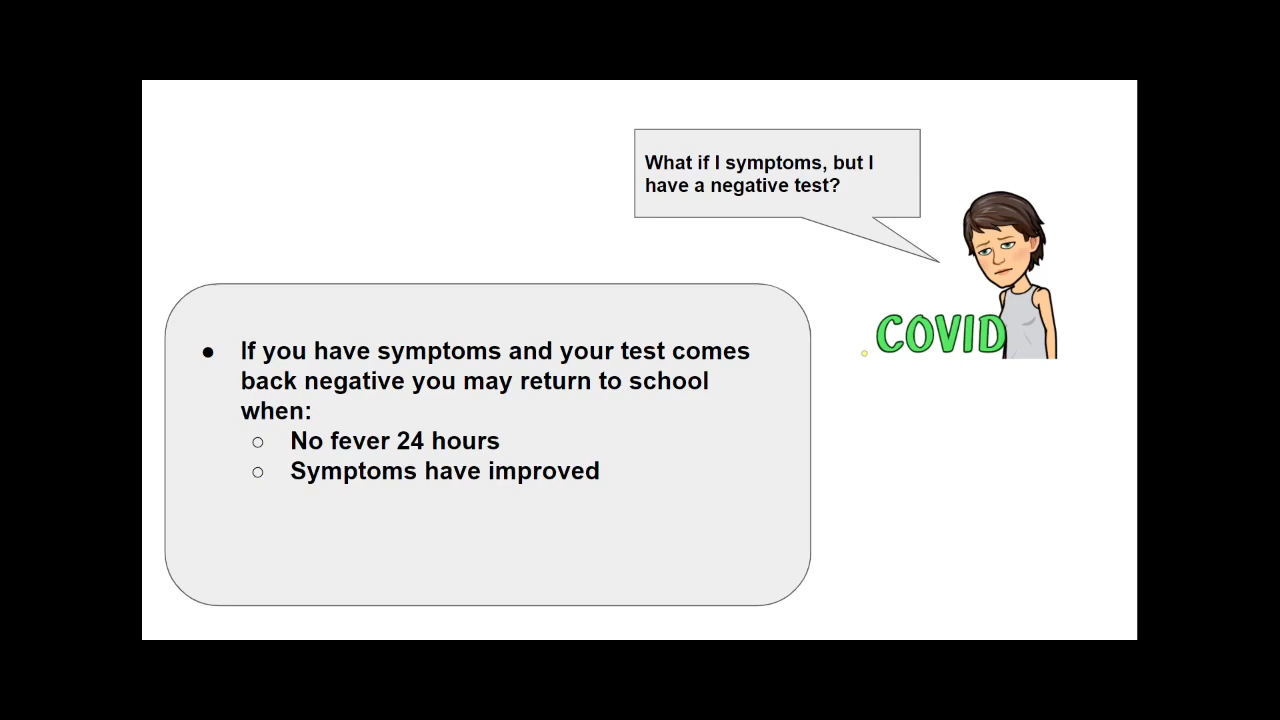 What if I symptoms, but I
have a negative test?
COVID
● If you have symptoms and your test comes
back negative you may return to school
when:
○ No fever 24 hours
○ Symptoms have improved